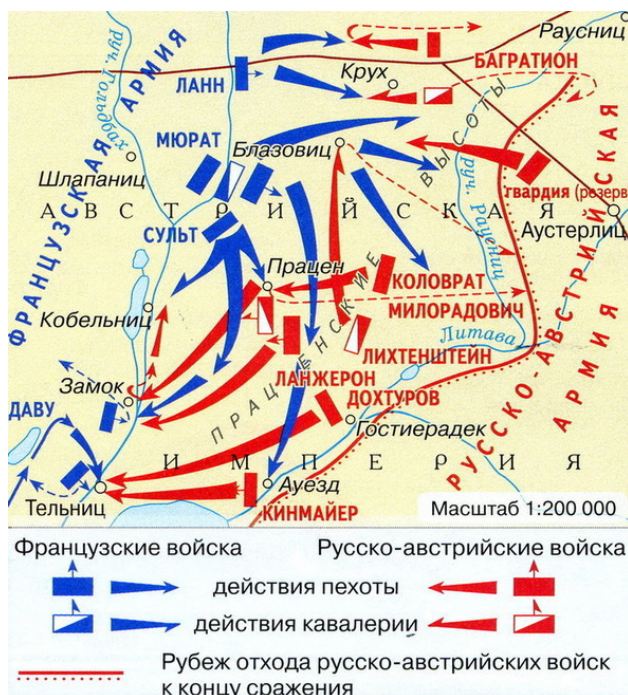 Раусниц
БАГРАТИОН
ЛАНН
Крух
руч. Гольдбах
ФРАНЦУЗСКАЯ АРМИЯ
МЮРАТ
Блазовиц
Шлапаниц
ВЫСОТЫ
руч. Раусниц
гвардия (резерв)
АВСТРИЙСКАЯ
Аустерлиц
СУЛЬТ
Працен
КОЛОВРАТ
МИЛОРАДОВИЧ
Кобельниц
Литава
ЛИХТЕНШТЕЙН
ПРАЦЕНСКИЕ
Замок
ЛАНЖЕРОН
ДОХТУРОВ
ДАВУ
Гостиерадек
РУССКО-АВСТРИЙСКАЯ АРМИЯ
ИМПЕРИЯ
Тельниц
Ауезд
КИНМАЙЕР
Масштаб 1:200 000
Французские войска
Русско-австрийские войска
действия пехоты
действия кавалерии
Рубеж отхода русско-австрийских войск
к концу сражения